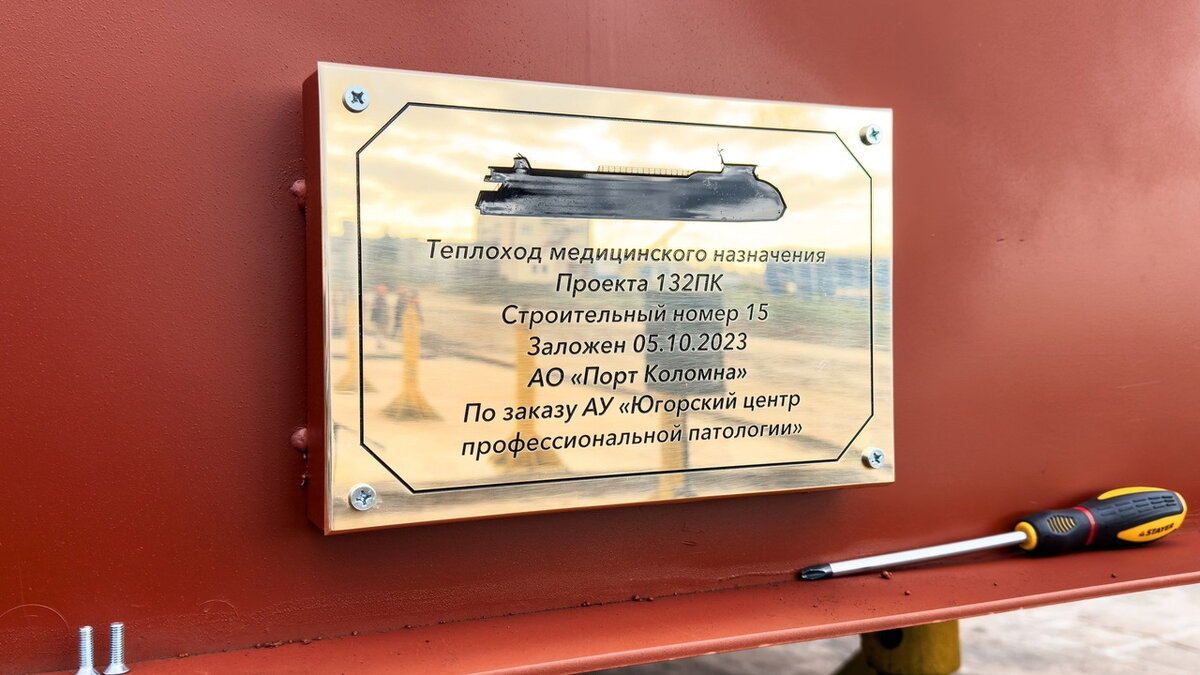 Теплоход медицинского назначения
Проекта 132ПК
Строительный номер 15
Заложен 05.10.2023
АО «Порт Коломна»
По заказу АУ «Югорский центр
профессиональной патологии»
STAYER